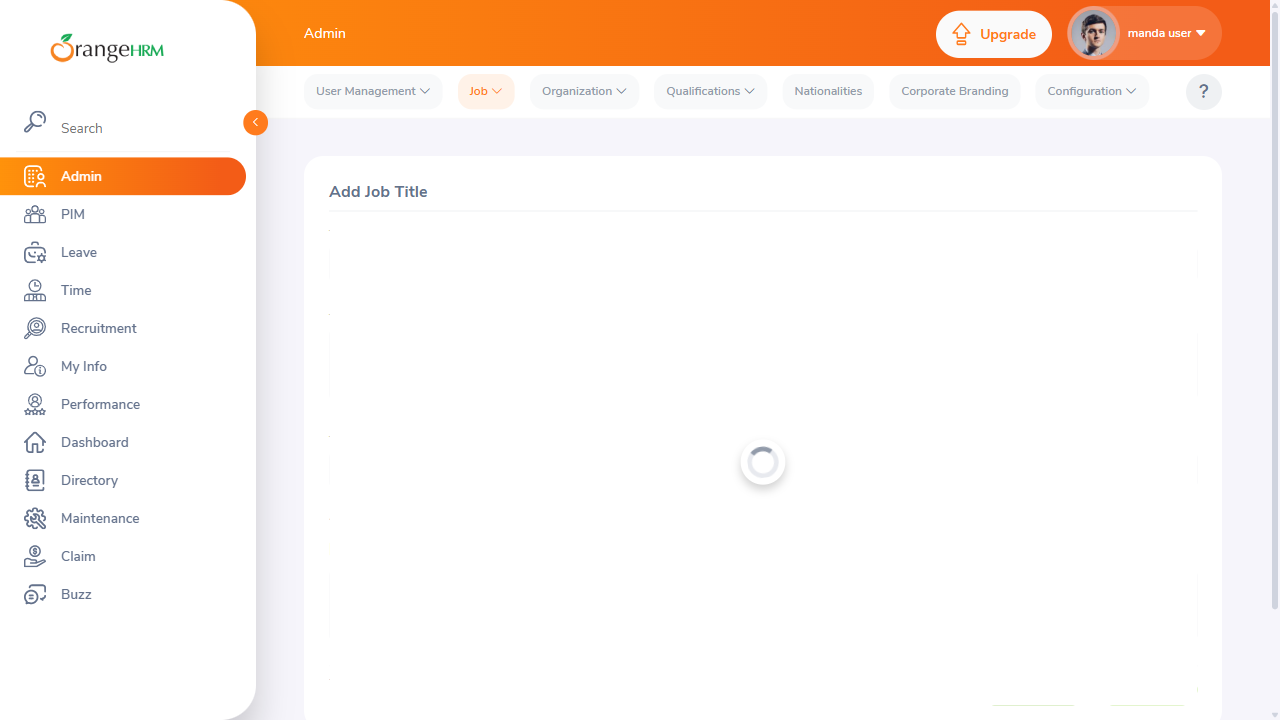 OrangeHRM
Admin
Upgrade
manda user
User Management
Job
Organization
Qualifications
Nationalities
Corporate Branding
Configuration
?
Search
Admin
PIM
Leave
Time
Recruitment
My Info
Performance
Dashboard
Directory
Maintenance
Claim
Buzz
Add Job Title